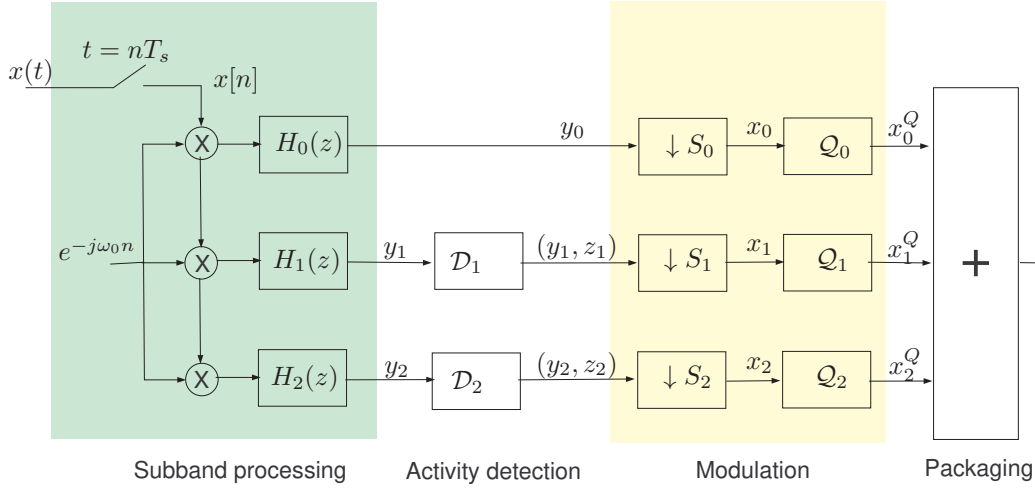 t = nT_s
x(t)
x[n]
X
H_0(z)
y_0
↓ S_0
x_0
Q_0
x_0^Q
e^{-jω_0 n}
X
H_1(z)
y_1
D_1
(y_1, z_1)
↓ S_1
x_1
Q_1
x_1^Q
+
X
H_2(z)
y_2
D_2
(y_2, z_2)
↓ S_2
x_2
Q_2
x_2^Q
Subband processing
Activity detection
Modulation
Packaging